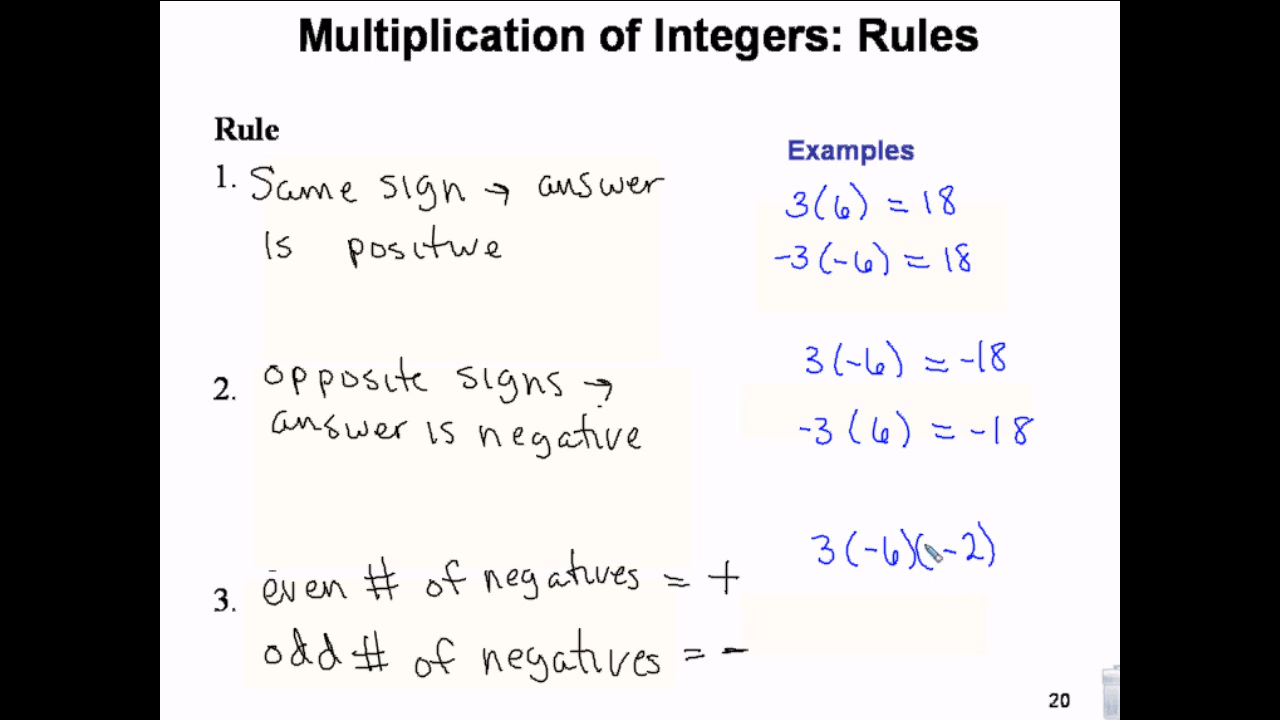 Multiplication of Integers: Rules
Rule
Examples
1. Same sign → answer
is positive
3(6) = 18
-3(-6) = 18
2. opposite signs →
answer is negative
3(-6) = -18
-3(6) = -18
3. even # of negatives = +
odd # of negatives = -
3(-6)(-2)
20